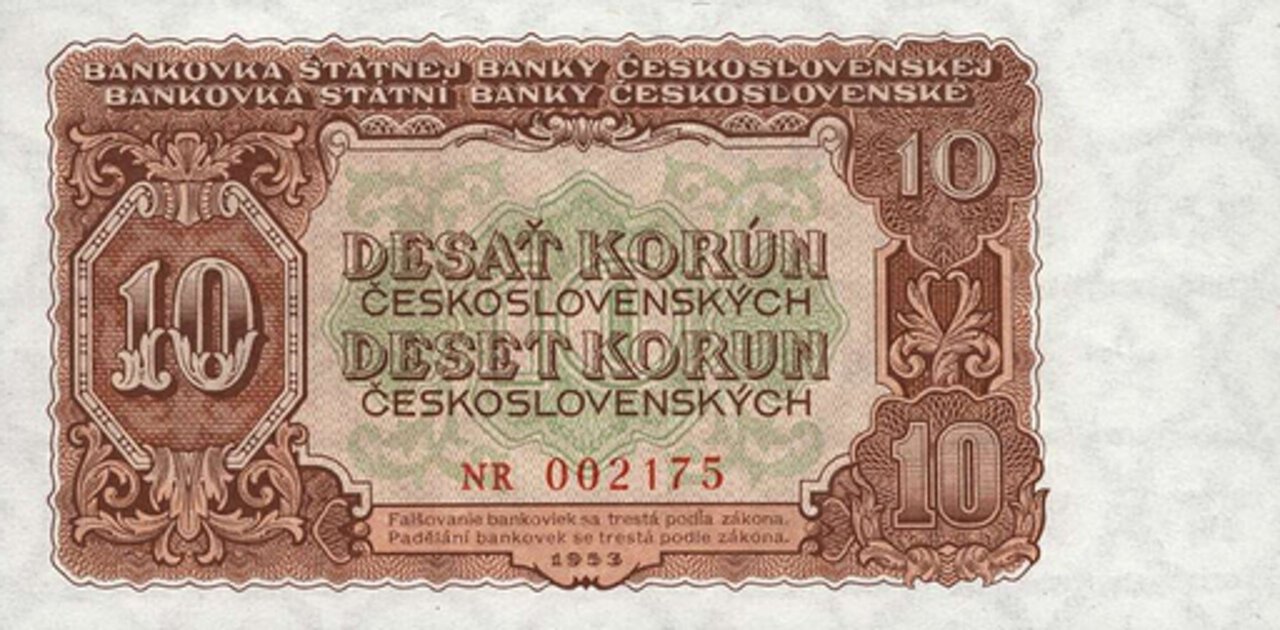 BANKOVKA ŠTÁTNEJ BANKY ČESKOSLOVENSKEJ
BANKOVKA STÁTNÍ BANKY ČESKOSLOVENSKÉ
10
10
DESAŤ KORÚN
ČESKOSLOVENSKÝCH
DESET KORUN
ČESKOSLOVENSKÝCH
10
NR 002175
Falšovanie bankoviek sa trestá podľa zákona.
Padělání bankovek se trestá podle zákona.
1953